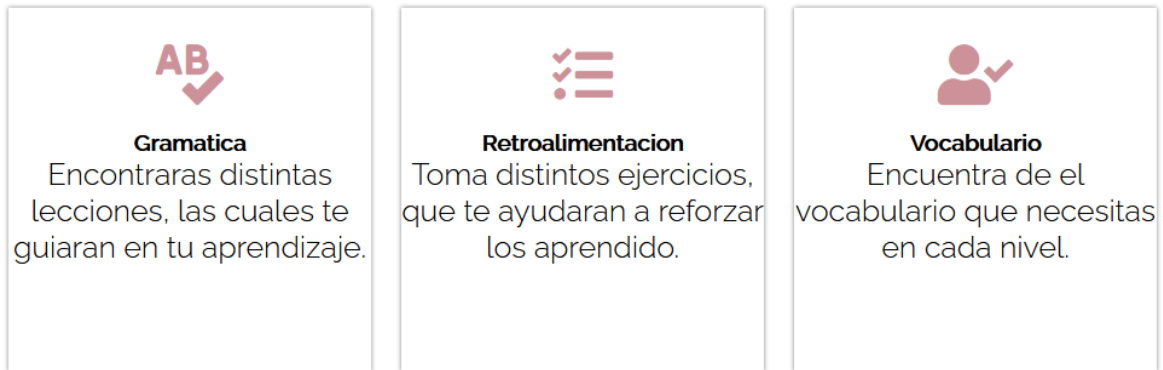 AB
Gramatica
Encontraras distintas
lecciones, las cuales te
guiaran en tu aprendizaje.
Retroalimentacion
Toma distintos ejercicios,
que te ayudaran a reforzar
los aprendido.
Vocabulario
Encuentra de el
vocabulario que necesitas
en cada nivel.